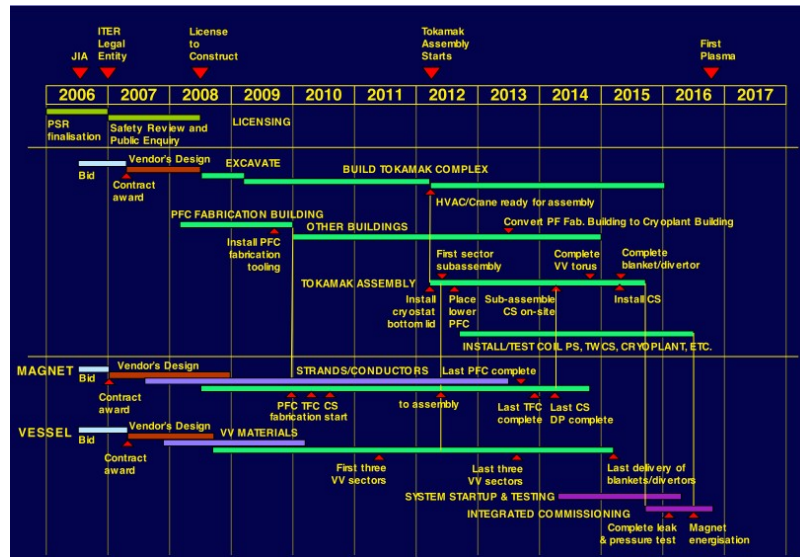 ITER
Legal
Entity
JIA
License
to
Construct
Tokamak
Assembly
Starts
First
Plasma
2006 2007 2008 2009 2010 2011 2012 2013 2014 2015 2016 2017
PSR
finalisation
Safety Review and
Public Enquiry
LICENSING
Bid
Vendor's Design
Contract
award
EXCAVATE
BUILD TOKAMAK COMPLEX
HVAC/Crane ready for assembly
PFC FABRICATION BUILDING
Install PFC
fabrication
tooling
OTHER BUILDINGS
Convert PF Fab. Building to Cryoplant Building
TOKAMAK ASSEMBLY
First sector
subassembly
Complete
VV torus
Complete
blanket/divertor
Install
cryostat
bottom lid
Place
lower
PFC
Sub-assemble
CS on-site
Install CS
INSTALL/TEST COIL PS, TWCS, CRYOPLANT, ETC.
MAGNET
Bid
Vendor's Design
Contract
award
STRANDS/CONDUCTORS
Last PFC complete
PFC TFC CS
fabrication start
to assembly
Last TFC
complete
Last CS
DP complete
VESSEL
Bid
Vendor's Design
Contract
award
VV MATERIALS
First three
VV sectors
Last three
VV sectors
Last delivery of
blankets/divertors
SYSTEM STARTUP & TESTING
INTEGRATED COMMISSIONING
Complete leak
& pressure test
Magnet
energisation